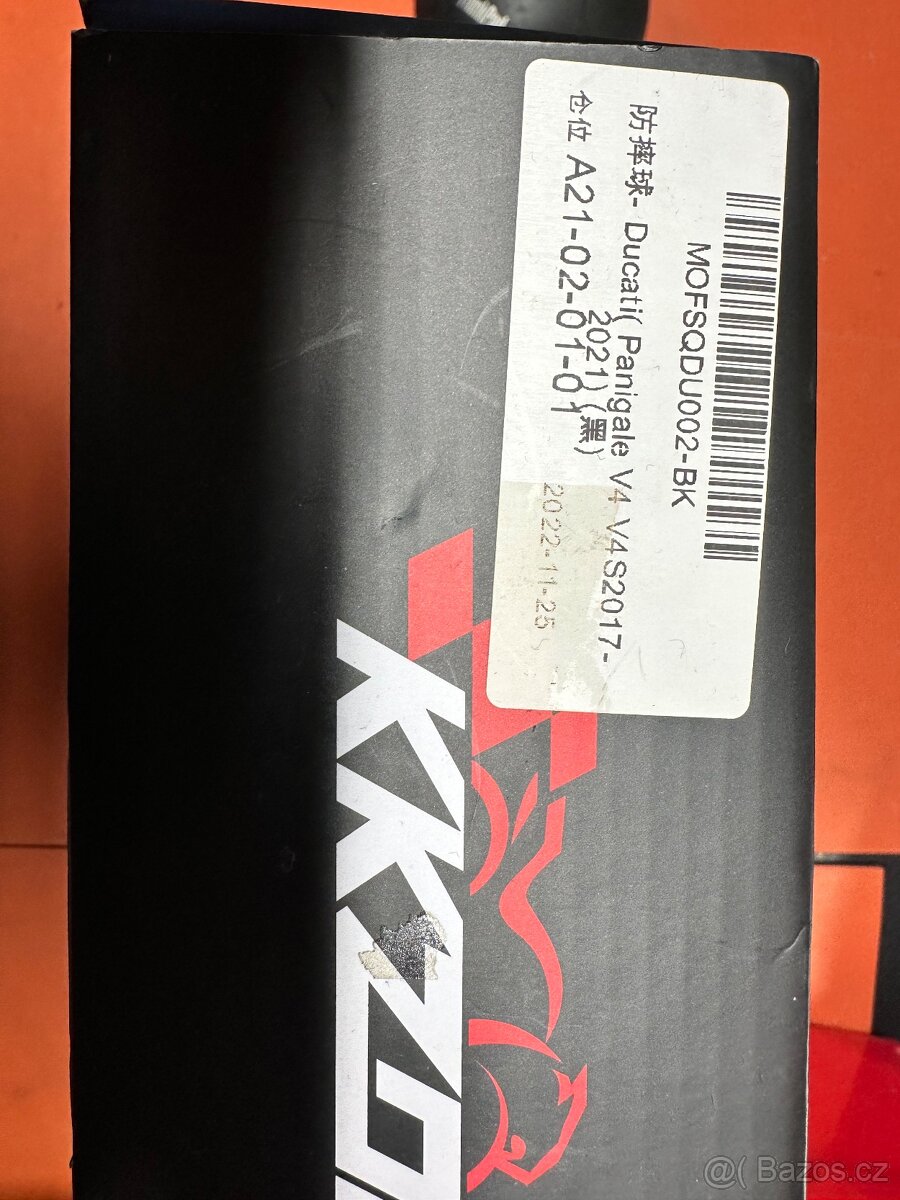 MOFSQDU002-BK
防摔球- Ducati( Panigale V4 V4S2017-
2021) (黑)
仓位 A21-02-01-01
2022-11-25
@( Bazos.cz